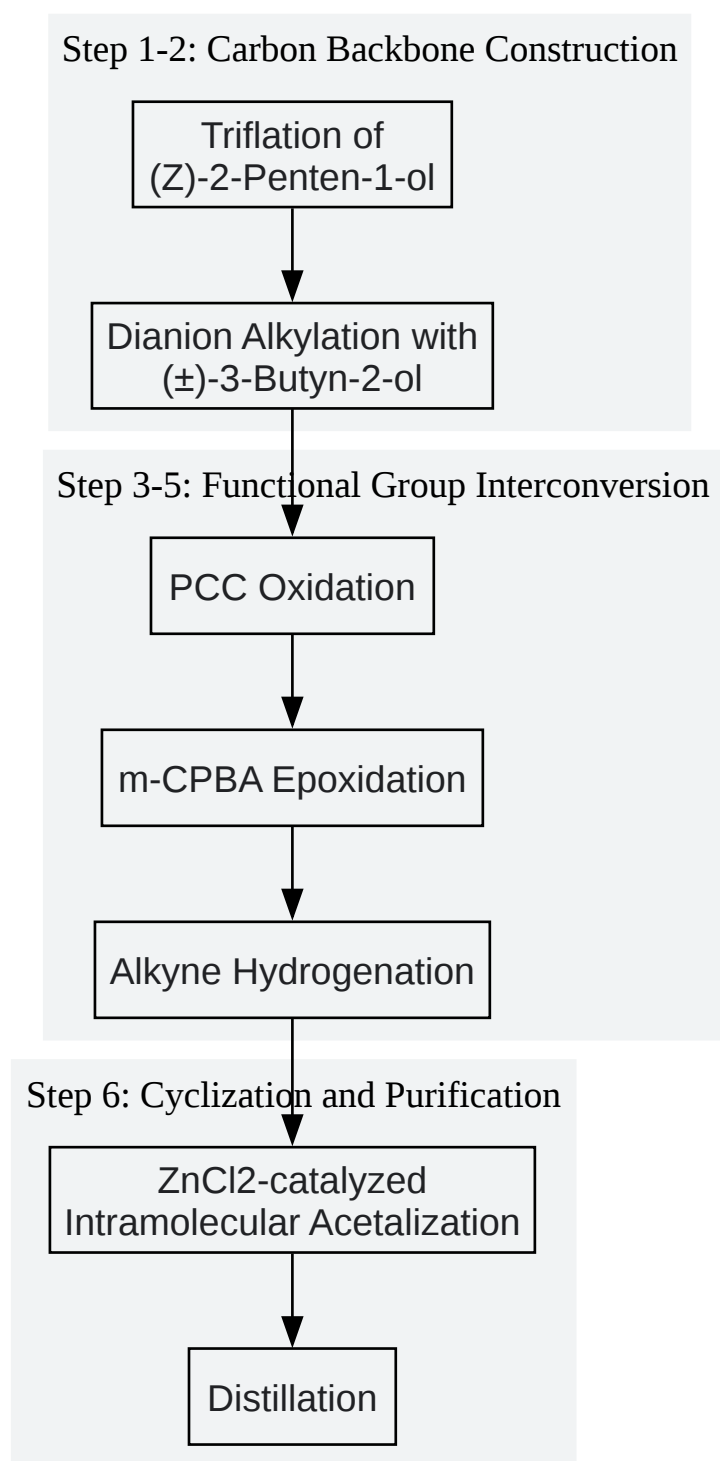 Step 1-2: Carbon Backbone Construction
Triflation of
(Z)-2-Penten-1-ol
Dianion Alkylation with
(±)-3-Butyn-2-ol
Step 3-5: Functional Group Interconversion
PCC Oxidation
m-CPBA Epoxidation
Alkyne Hydrogenation
Step 6: Cyclization and Purification
ZnCl2-catalyzed
Intramolecular Acetalization
Distillation